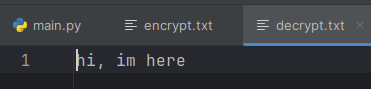 main.py encrypt.txt decrypt.txt
1 hi, im here